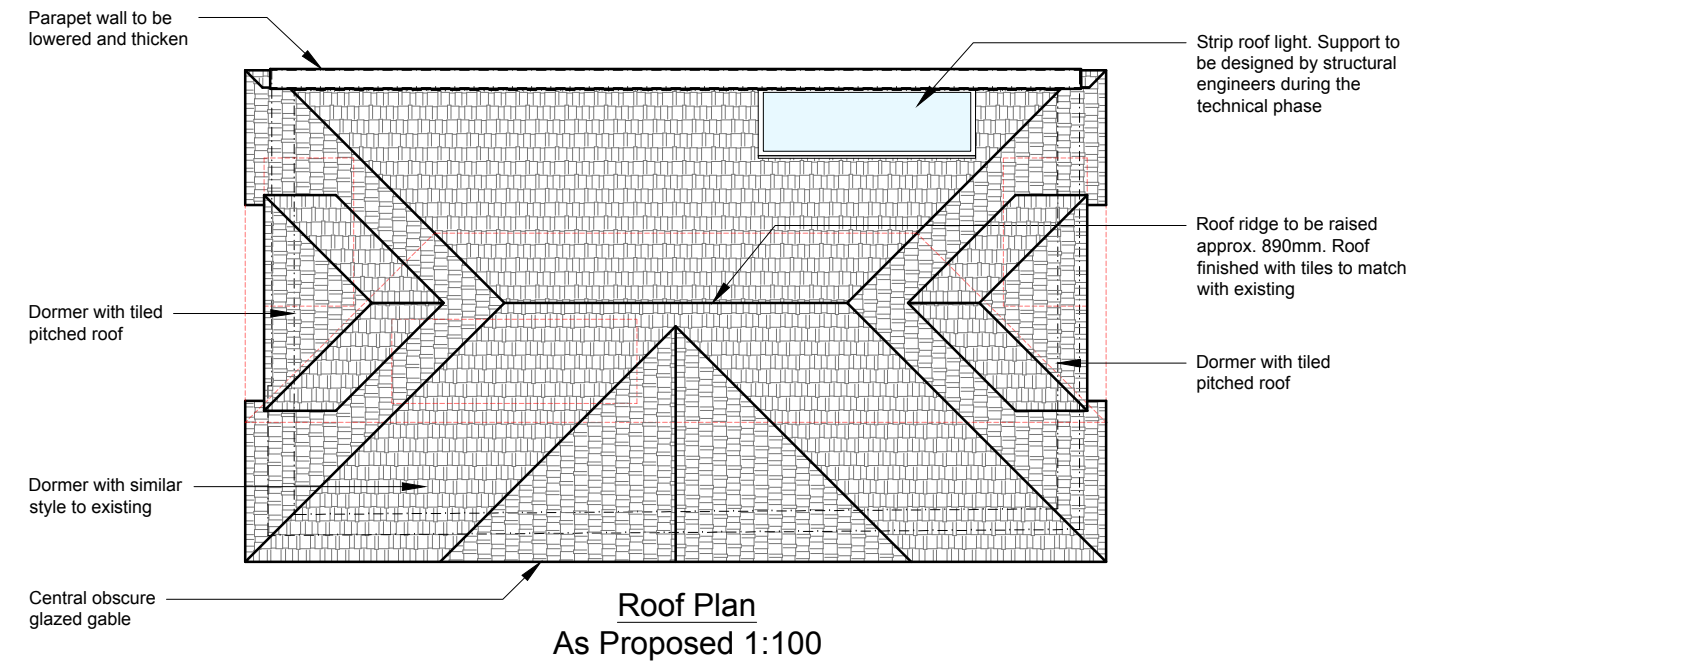 Parapet wall to be
lowered and thicken
Strip roof light. Support to
be designed by structural
engineers during the
technical phase
Roof ridge to be raised
approx. 890mm. Roof
finished with tiles to match
with existing
Dormer with tiled
pitched roof
Dormer with tiled
pitched roof
Dormer with similar
style to existing
Central obscure
glazed gable
Roof Plan
As Proposed 1:100